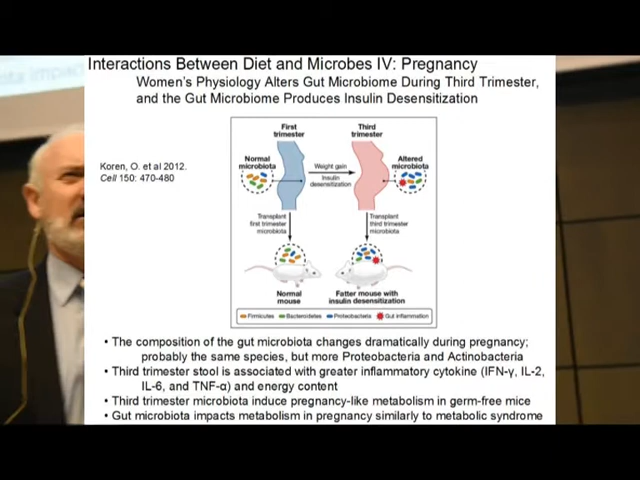 Interactions Between Diet and Microbes IV: Pregnancy
Women's Physiology Alters Gut Microbiome During Third Trimester,
and the Gut Microbiome Produces Insulin Desensitization
Koren, O. et al 2012.
Cell 150: 470-480
First
trimester
Third
trimester
Normal
microbiota
Weight gain
Insulin
desensitization
Altered
microbiota
Transplant
first trimester
microbiota
Transplant
third trimester
microbiota
Normal
mouse
Fatter mouse with
insulin desensitization
Firmicutes
Bacteroidetes
Proteobacteria
Gut inflammation
• The composition of the gut microbiota changes dramatically during pregnancy;
probably the same species, but more Proteobacteria and Actinobacteria
• Third trimester stool is associated with greater inflammatory cytokine (IFN-γ, IL-2,
IL-6, and TNF-α) and energy content
• Third trimester microbiota induce pregnancy-like metabolism in germ-free mice
• Gut microbiota impacts metabolism in pregnancy similarly to metabolic syndrome